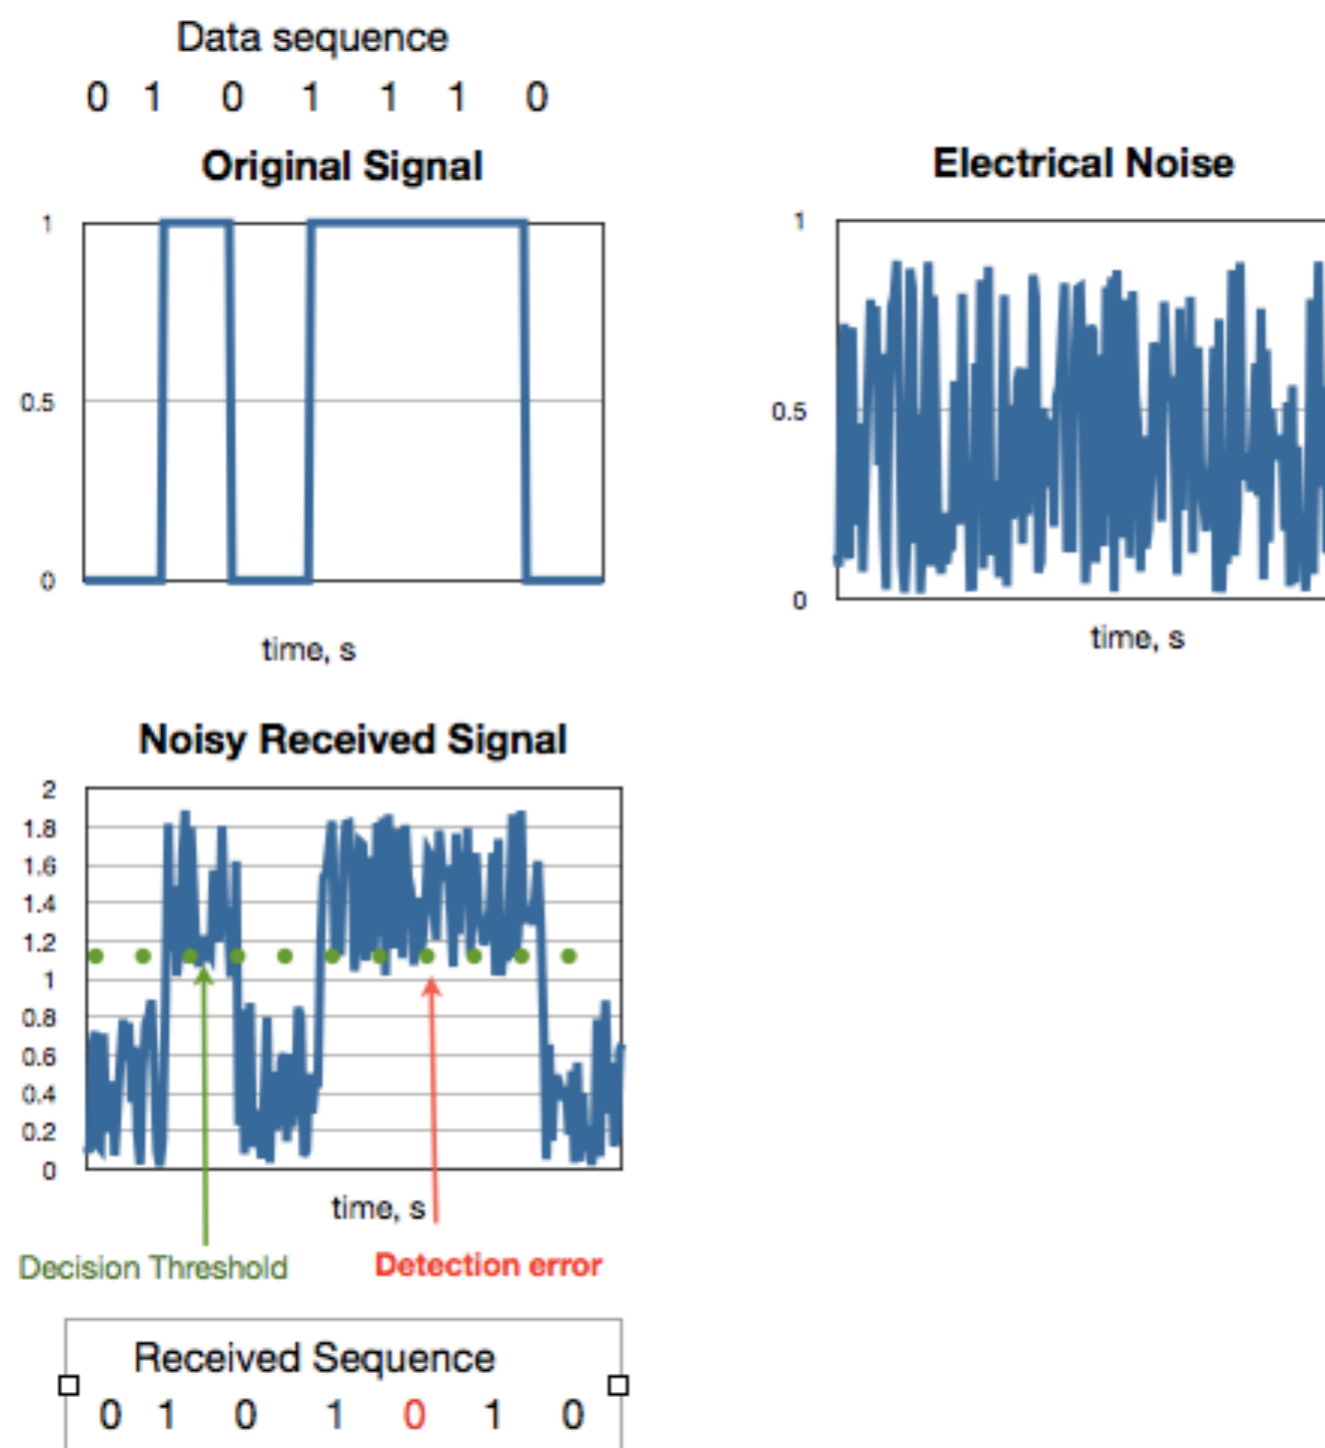 Data sequence
0 1 0 1 1 1 0
Original Signal
1
0.5
0
time, s
Electrical Noise
1
0.5
0
time, s
Noisy Received Signal
2
1.8
1.6
1.4
1.2
1
0.8
0.6
0.4
0.2
0
time, s
Decision Threshold
Detection error
Received Sequence
0 1 0 1 0 1 0